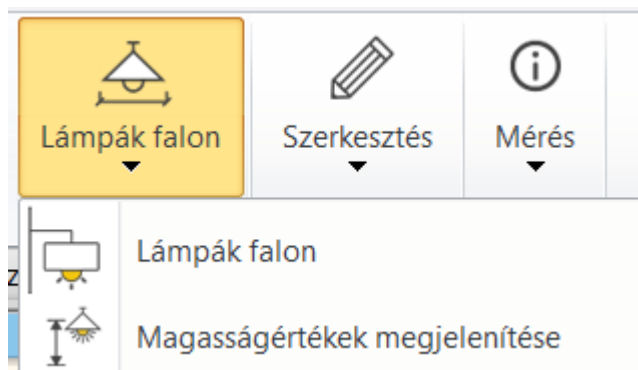 Lámpák falon
Szerkesztés
Mérés
Lámpák falon
Magasságértékek megjelenítése